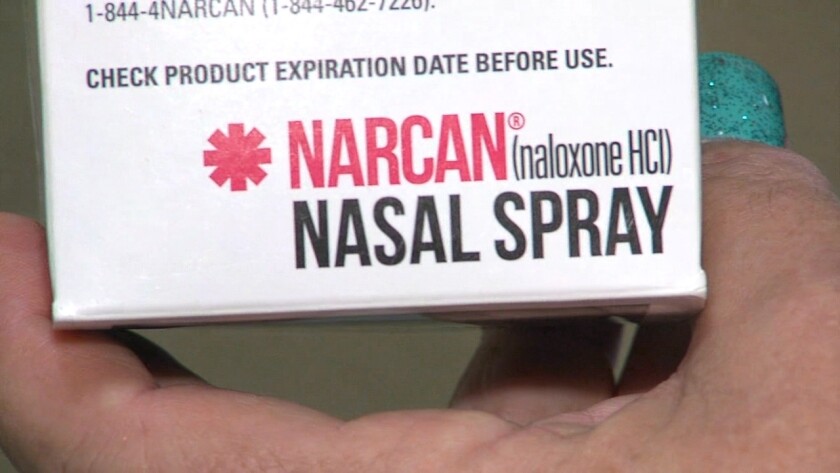 1-844-4NARCAN (1-844-462-7226).
CHECK PRODUCT EXPIRATION DATE BEFORE USE.
NARCAN® (naloxone HCl)
NASAL SPRAY